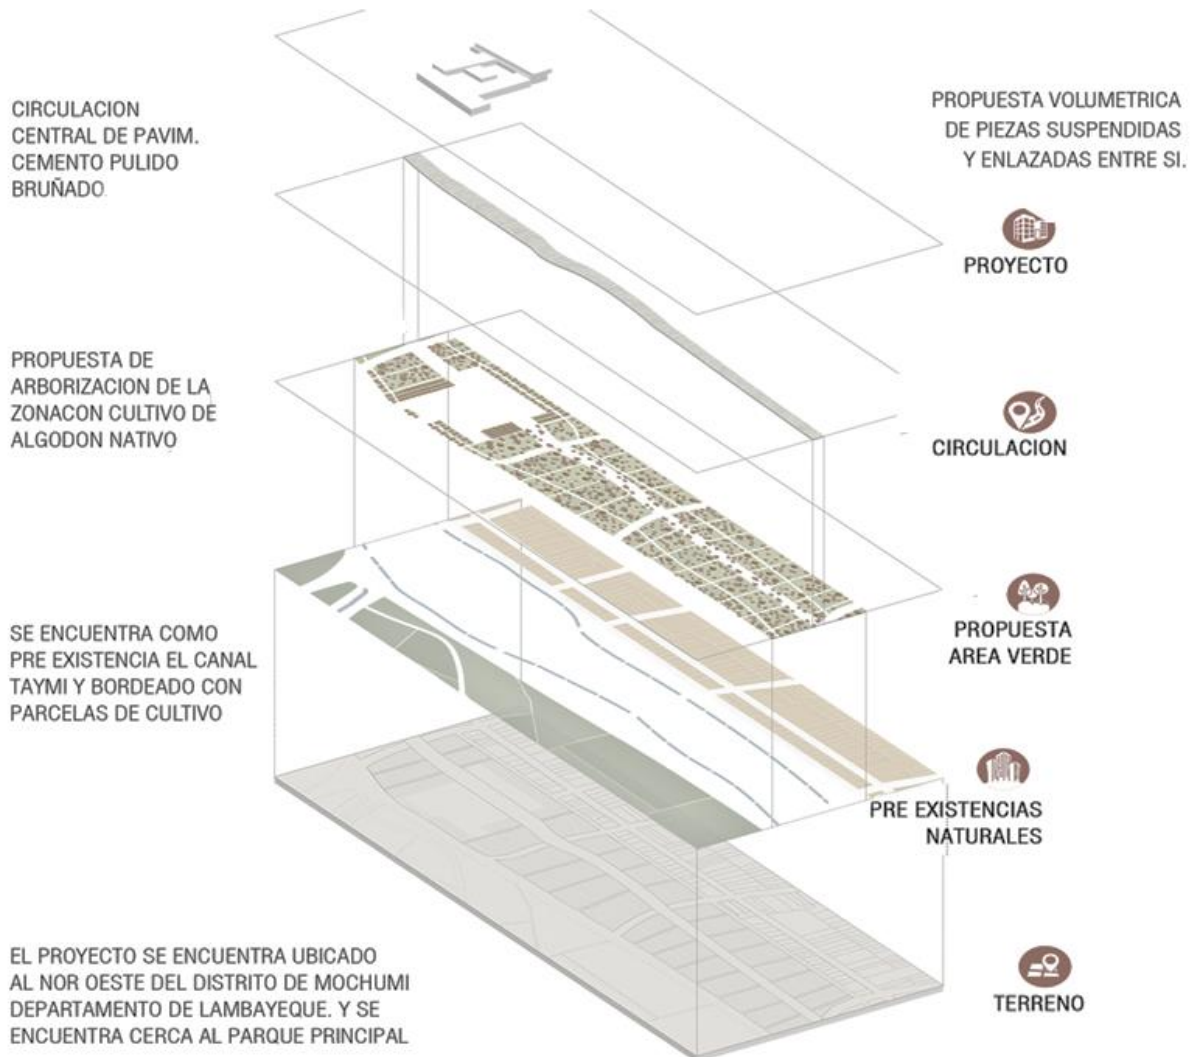 CIRCULACION
CENTRAL DE PAVIM.
CEMENTO PULIDO
BRUÑADO.
PROPUESTA VOLUMETRICA
DE PIEZAS SUSPENDIDAS
Y ENLAZADAS ENTRE SI.
PROYECTO
PROPUESTA DE
ARBORIZACION DE LA
ZONACON CULTIVO DE
ALGODON NATIVO
CIRCULACION
SE ENCUENTRA COMO
PRE EXISTENCIA EL CANAL
TAYMI Y BORDEADO CON
PARCELAS DE CULTIVO
PROPUESTA
AREA VERDE
PRE EXISTENCIAS
NATURALES
EL PROYECTO SE ENCUENTRA UBICADO
AL NOR OESTE DEL DISTRITO DE MOCHUMI
DEPARTAMENTO DE LAMBAYEQUE. Y SE
ENCUENTRA CERCA AL PARQUE PRINCIPAL
TERRENO